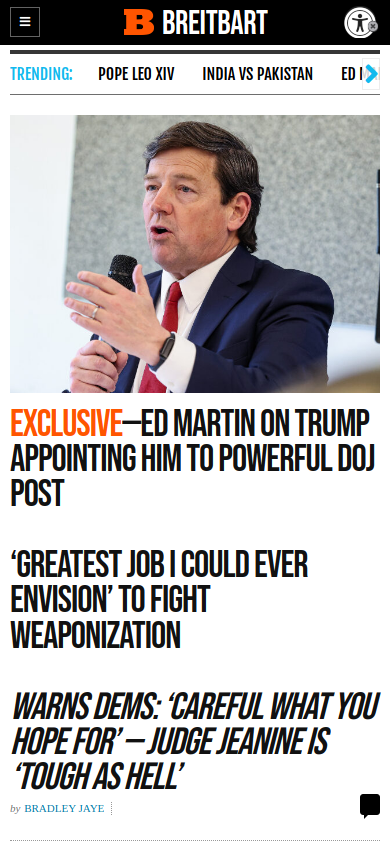 BREITBART
TRENDING: POPE LEO XIV INDIA VS PAKISTAN ED
EXCLUSIVE—ED MARTIN ON TRUMP
APPOINTING HIM TO POWERFUL DOJ
POST
‘GREATEST JOB I COULD EVER
ENVISION’ TO FIGHT
WEAPONIZATION
WARNS DEMS: ‘CAREFUL WHAT YOU
HOPE FOR’ — JUDGE JEANINE IS
‘TOUGH AS HELL’
by BRADLEY JAYE